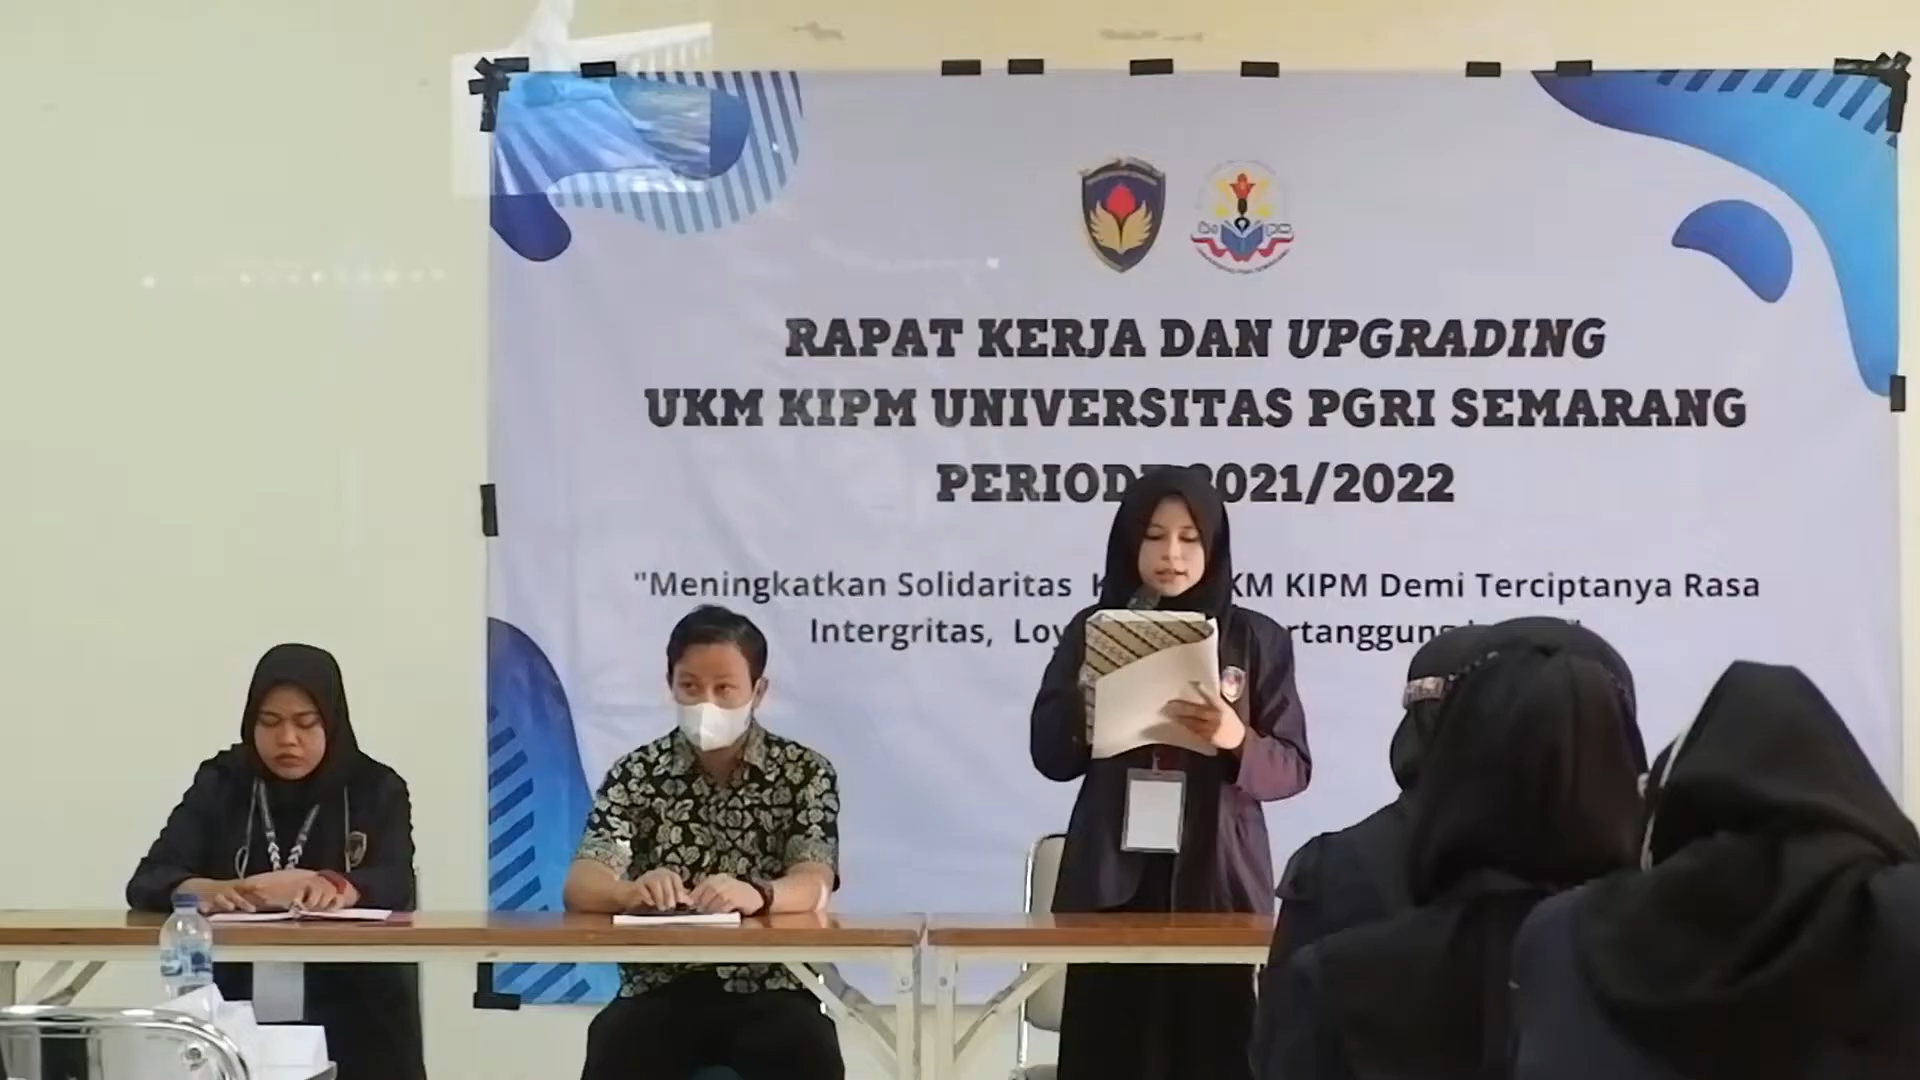 RAPAT KERJA DAN UPGRADING
UKM KIPM UNIVERSITAS PGRI SEMARANG
PERIODE 2021/2022
"Meningkatkan Solidaritas KM KIPM Demi Terciptanya Rasa
Intergritas,